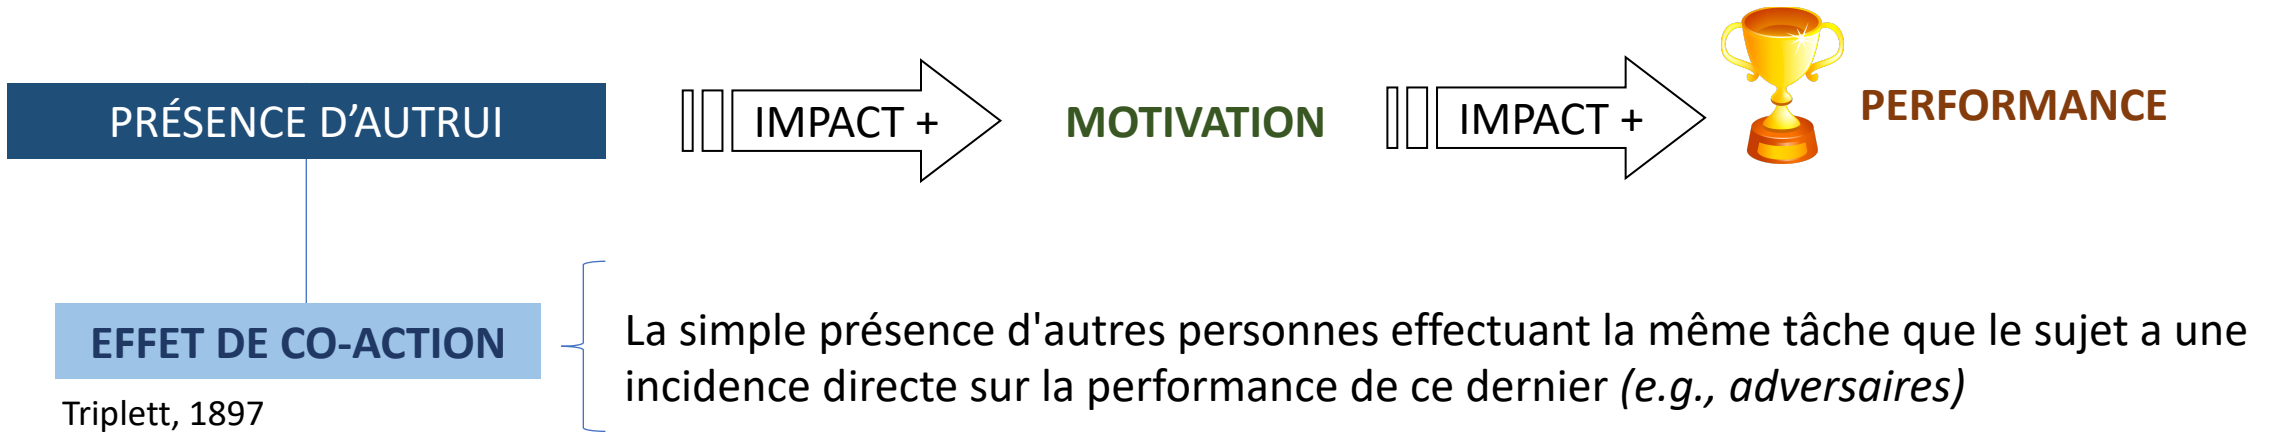 PRÉSENCE D’AUTRUI
IMPACT +
MOTIVATION
IMPACT +
PERFORMANCE
EFFET DE CO-ACTION
Triplett, 1897
La simple présence d'autres personnes effectuant la même tâche que le sujet a une
incidence directe sur la performance de ce dernier (e.g., adversaires)